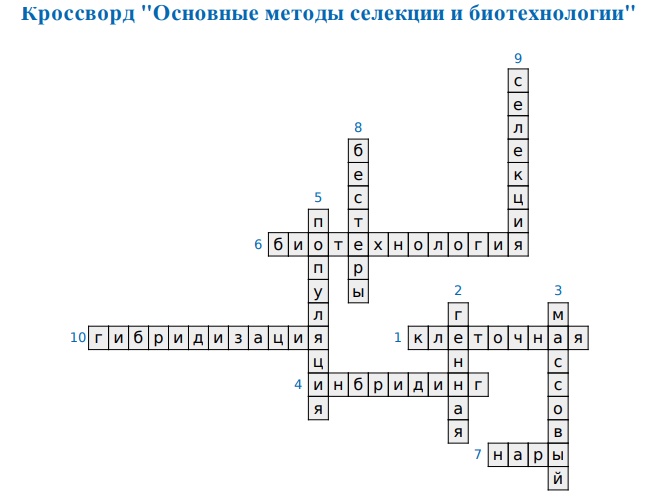 Кроссворд "Основные методы селекции и биотехнологии"
9 селекция
8 бестеры
5 популяция
6 биотехнология
2 генная
3 массовый
10 гибридизация
1 клеточная
4 инбридинг
7 нары